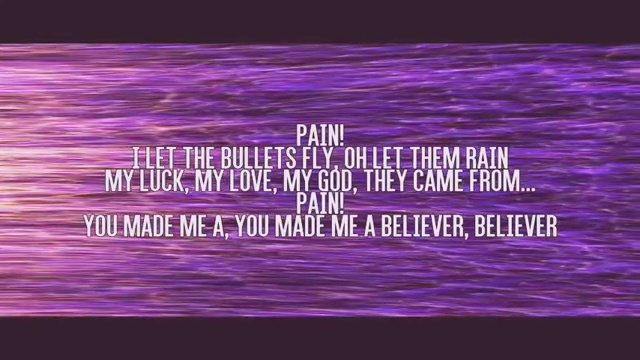 PAIN!
I LET THE BULLETS FLY, OH LET THEM RAIN
MY LUCK, MY LOVE, MY GOD, THEY CAME FROM...
PAIN!
YOU MADE ME A, YOU MADE ME A BELIEVER, BELIEVER